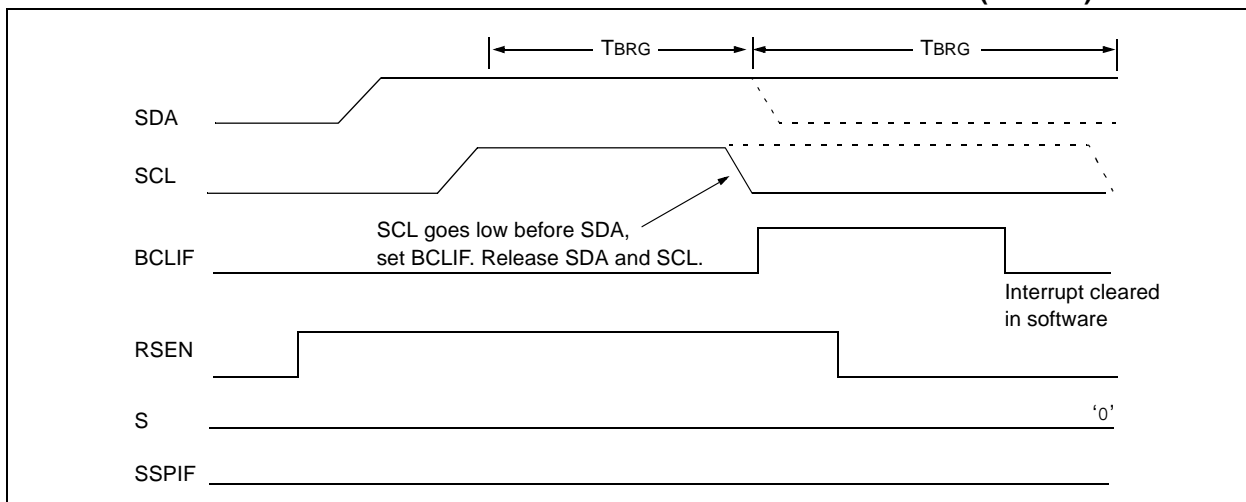 TBRG TBRG
SDA
SCL
SCL goes low before SDA,
set BCLIF. Release SDA and SCL.
BCLIF
Interrupt cleared
in software
RSEN
S ‘0’
SSPIF